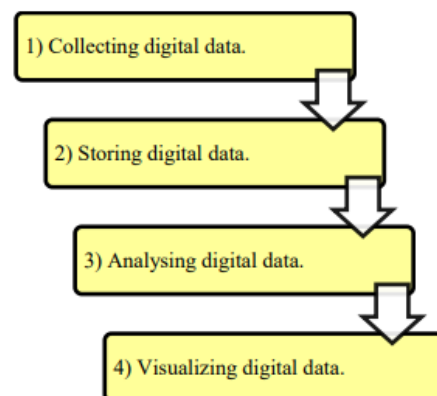 1) Collecting digital data.
2) Storing digital data.
3) Analysing digital data.
4) Visualizing digital data.